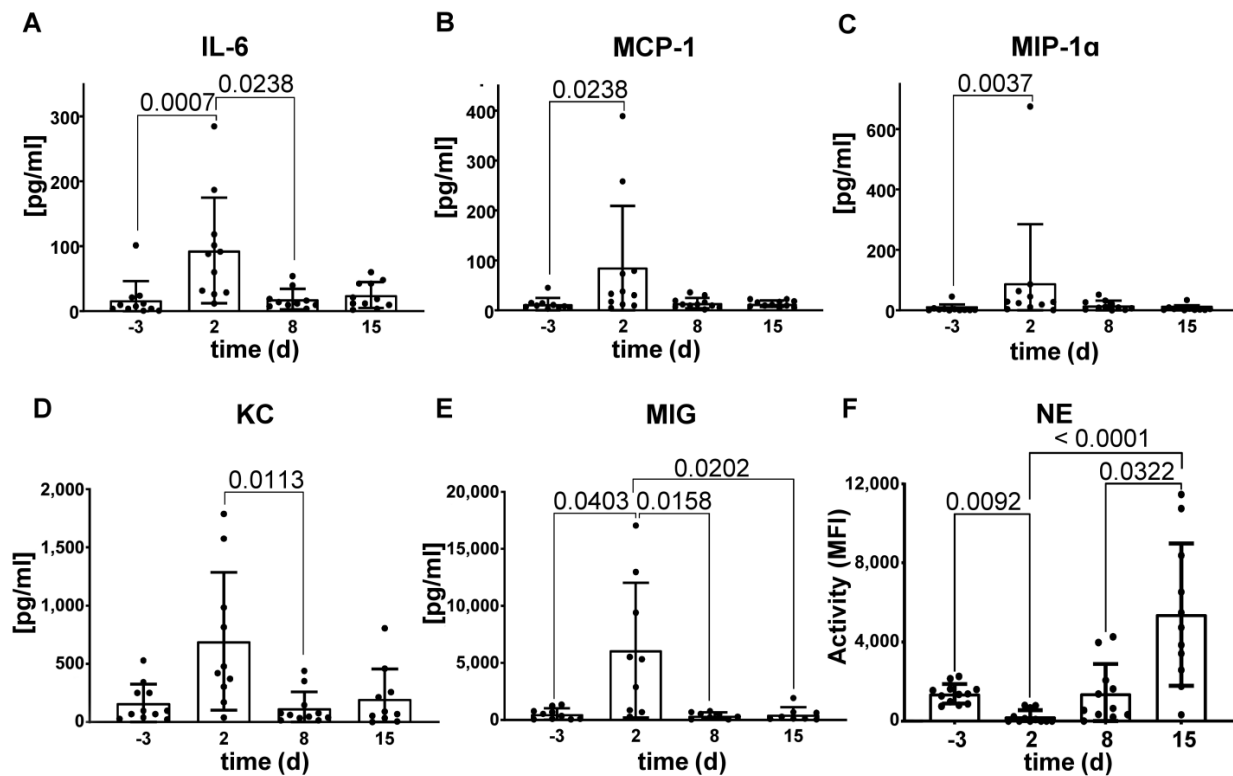 A
IL-6
0.0007
0.0238
[pg/ml]
300
200
100
0
-3
2
8
15
time (d)
B
MCP-1
0.0238
[pg/ml]
400
300
200
100
0
-3
2
8
15
time (d)
C
MIP-1α
0.0037
[pg/ml]
600
400
200
0
-3
2
8
15
time (d)
D
KC
0.0113
[pg/ml]
2,000
1,500
1,000
500
0
-3
2
8
15
time (d)
E
MIG
0.0202
0.0403
0.0158
[pg/ml]
20,000
15,000
10,000
5,000
0
-3
2
8
15
time (d)
F
NE
< 0.0001
0.0322
0.0092
Activity (MFI)
12,000
8,000
4,000
0
-3
2
8
15
time (d)